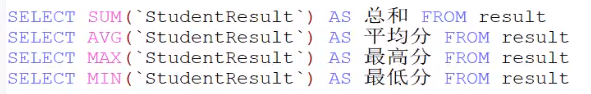 SELECT SUM(`StudentResult`) AS 总和 FROM result
SELECT AVG(`StudentResult`) AS 平均分 FROM result
SELECT MAX(`StudentResult`) AS 最高分 FROM result
SELECT MIN(`StudentResult`) AS 最低分 FROM result